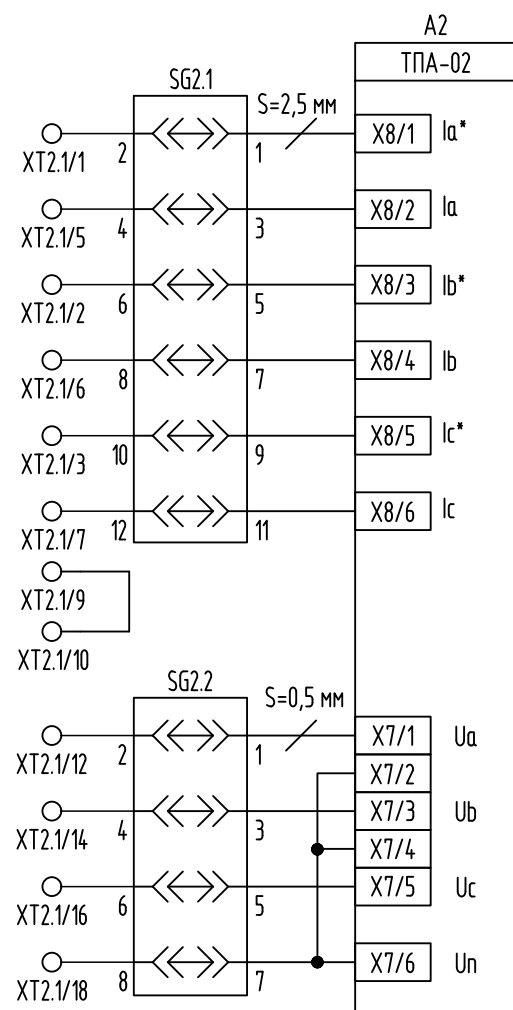 A2
ТПА-02
SG2.1
S=2,5 мм
XT2.1/1
2
1
X8/1
Ia*
XT2.1/5
4
3
X8/2
Ia
XT2.1/2
6
5
X8/3
Ib*
XT2.1/6
8
7
X8/4
Ib
XT2.1/3
10
9
X8/5
Ic*
XT2.1/7
12
11
X8/6
Ic
XT2.1/9
XT2.1/10
SG2.2
S=0,5 мм
XT2.1/12
2
1
X7/1
Ua
X7/2
XT2.1/14
4
3
X7/3
Ub
X7/4
XT2.1/16
6
5
X7/5
Uc
XT2.1/18
8
7
X7/6
Un